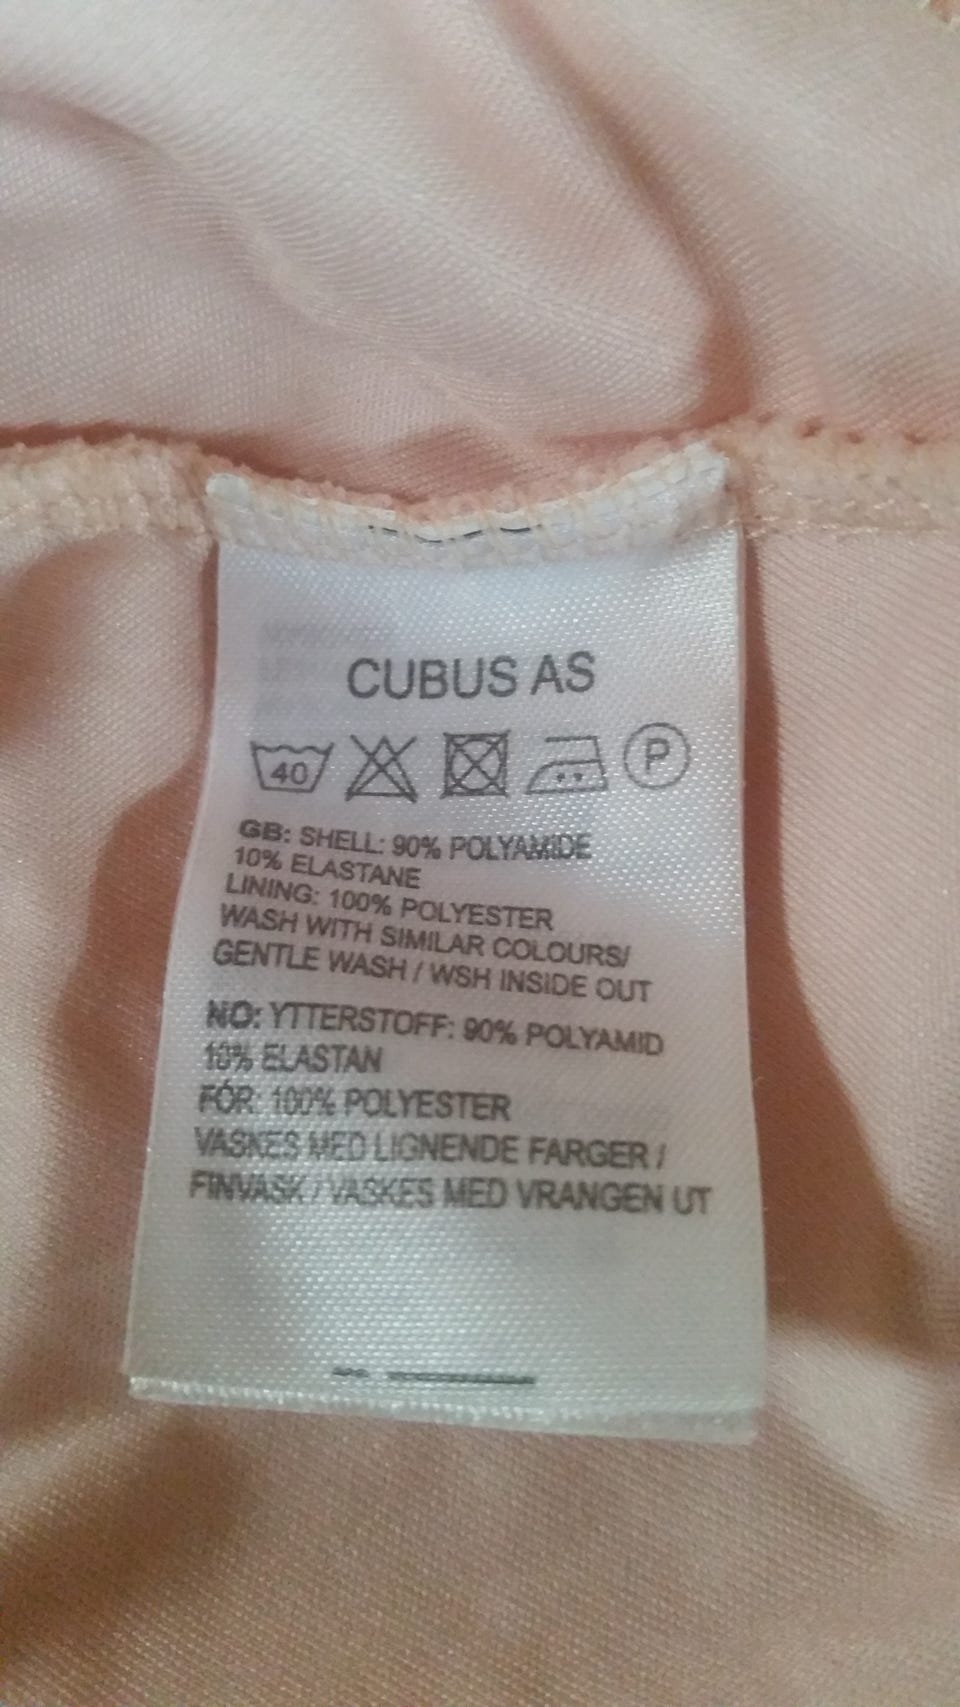 CUBUS AS
40 P
GB: SHELL: 90% POLYAMIDE
10% ELASTANE
LINING: 100% POLYESTER
WASH WITH SIMILAR COLOURS/
GENTLE WASH / WSH INSIDE OUT
NO: YTTERSTOFF: 90% POLYAMID
10% ELASTAN
FÓR: 100% POLYESTER
VASKES MED LIGNENDE FARGER /
FINVASK / VASKES MED VRANGEN UT